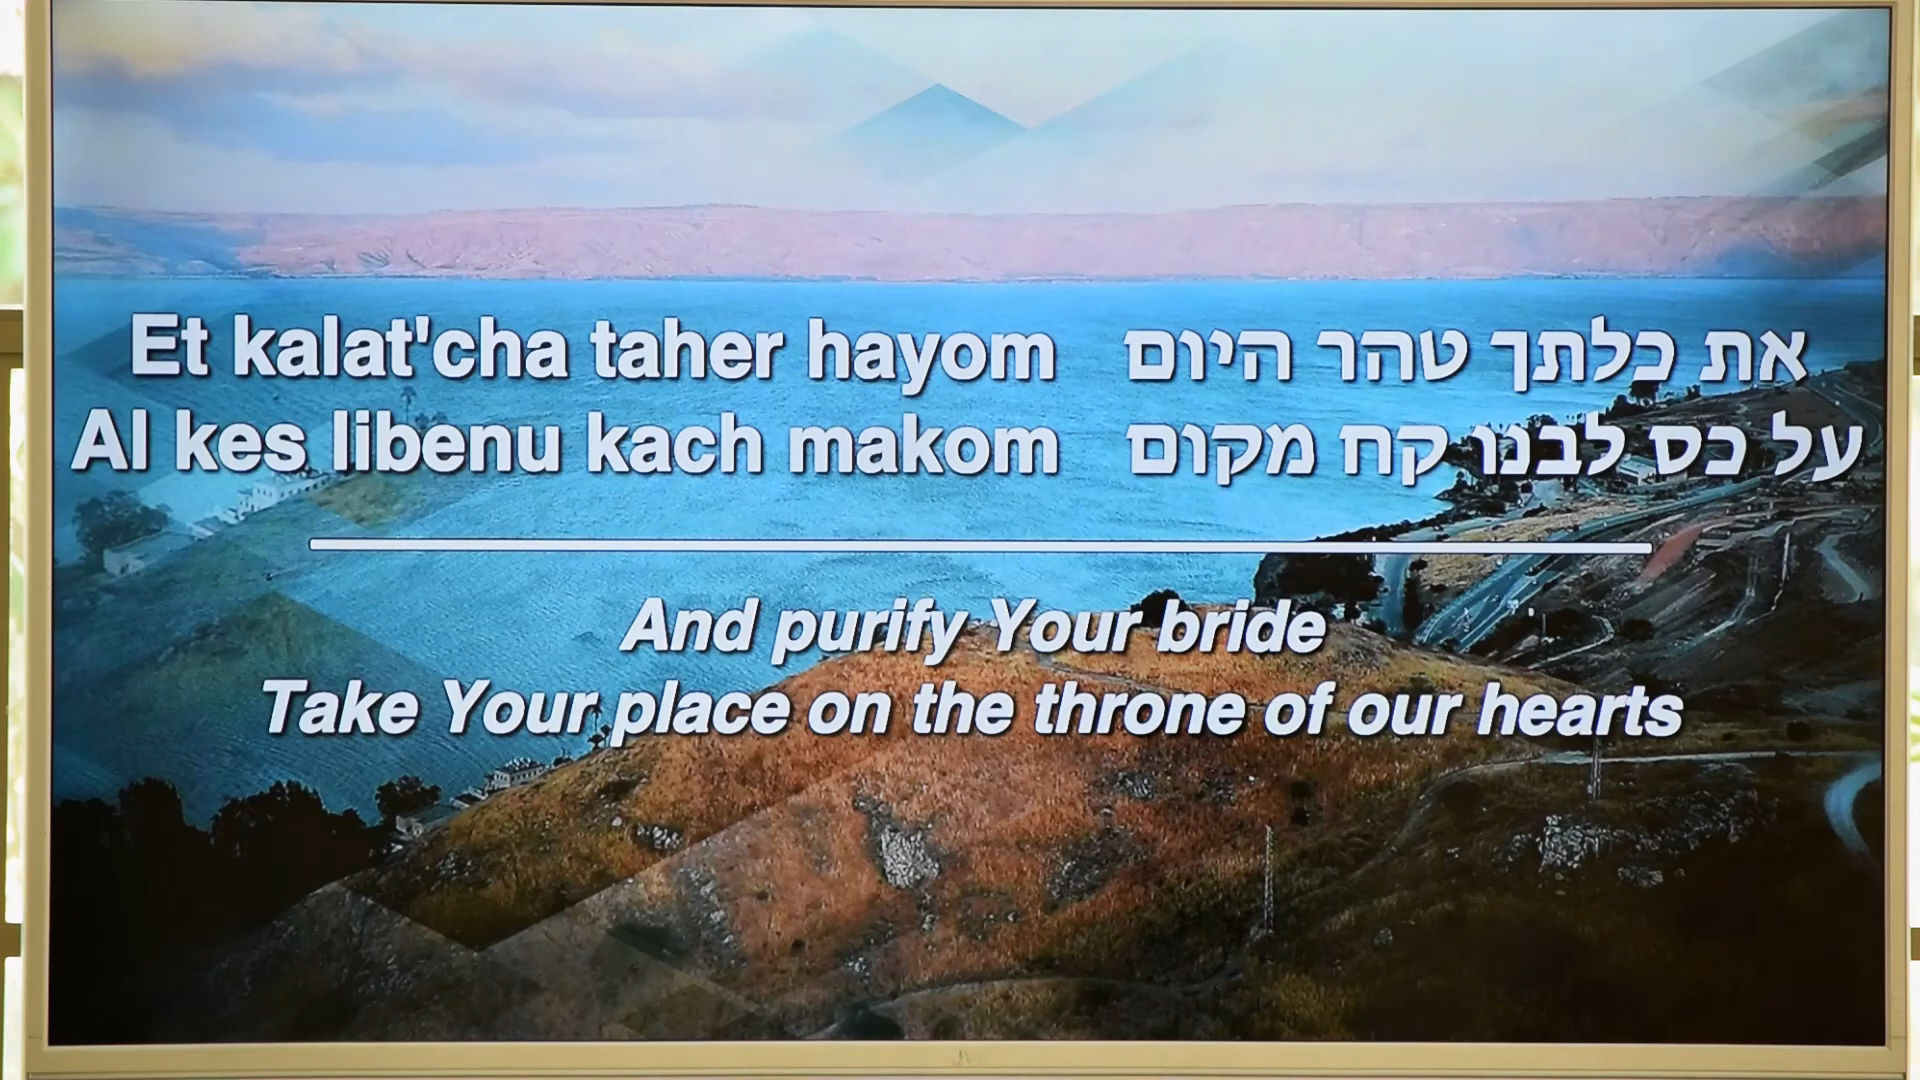 Et kalat'cha taher hayom את כלתך טהר היום
Al kes libenu kach makom על כס לבנו קח מקום
And purify Your bride
Take Your place on the throne of our hearts